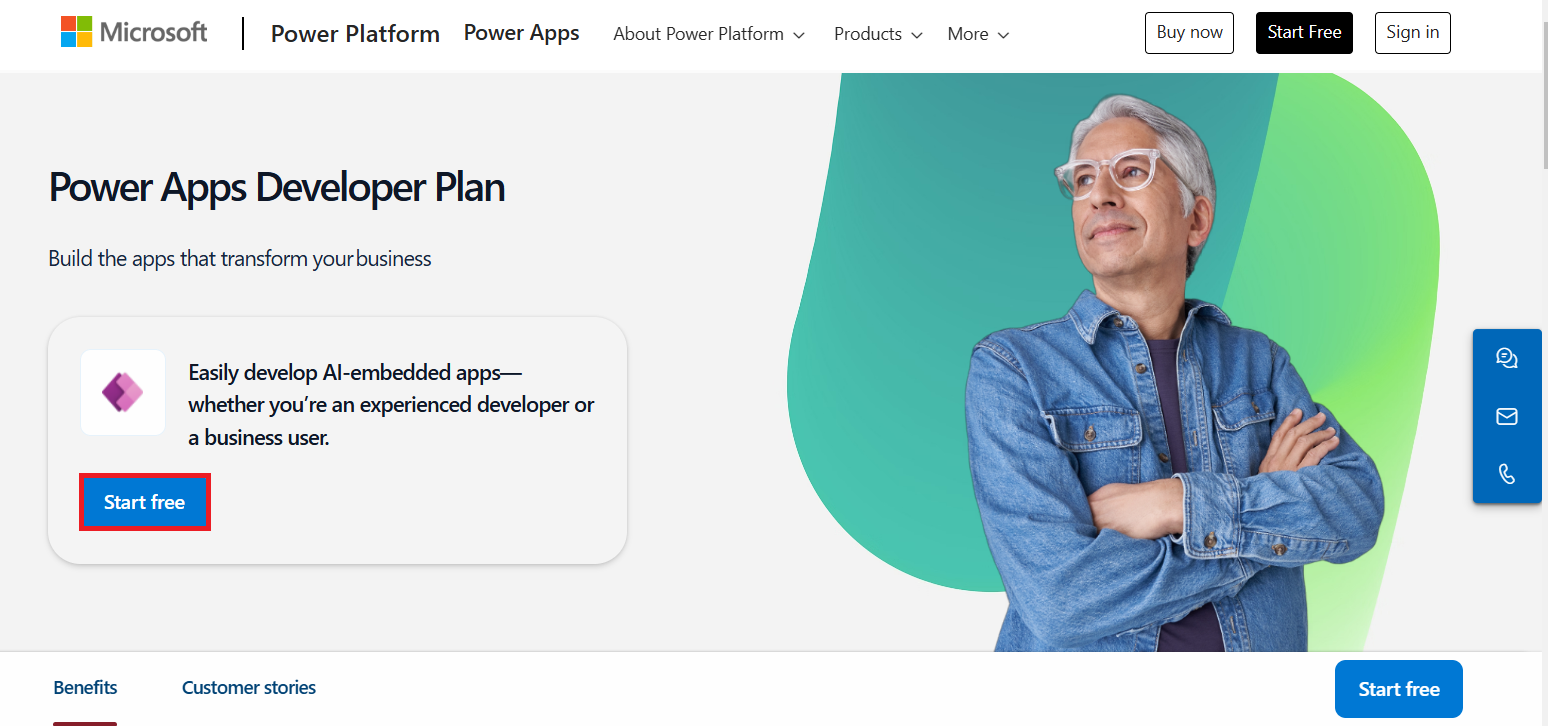 Microsoft
Power Platform
Power Apps
About Power Platform
Products
More
Buy now
Start Free
Sign in
Power Apps Developer Plan
Build the apps that transform your business
Easily develop AI-embedded apps—
whether you’re an experienced developer or
a business user.
Start free
Benefits
Customer stories
Start free